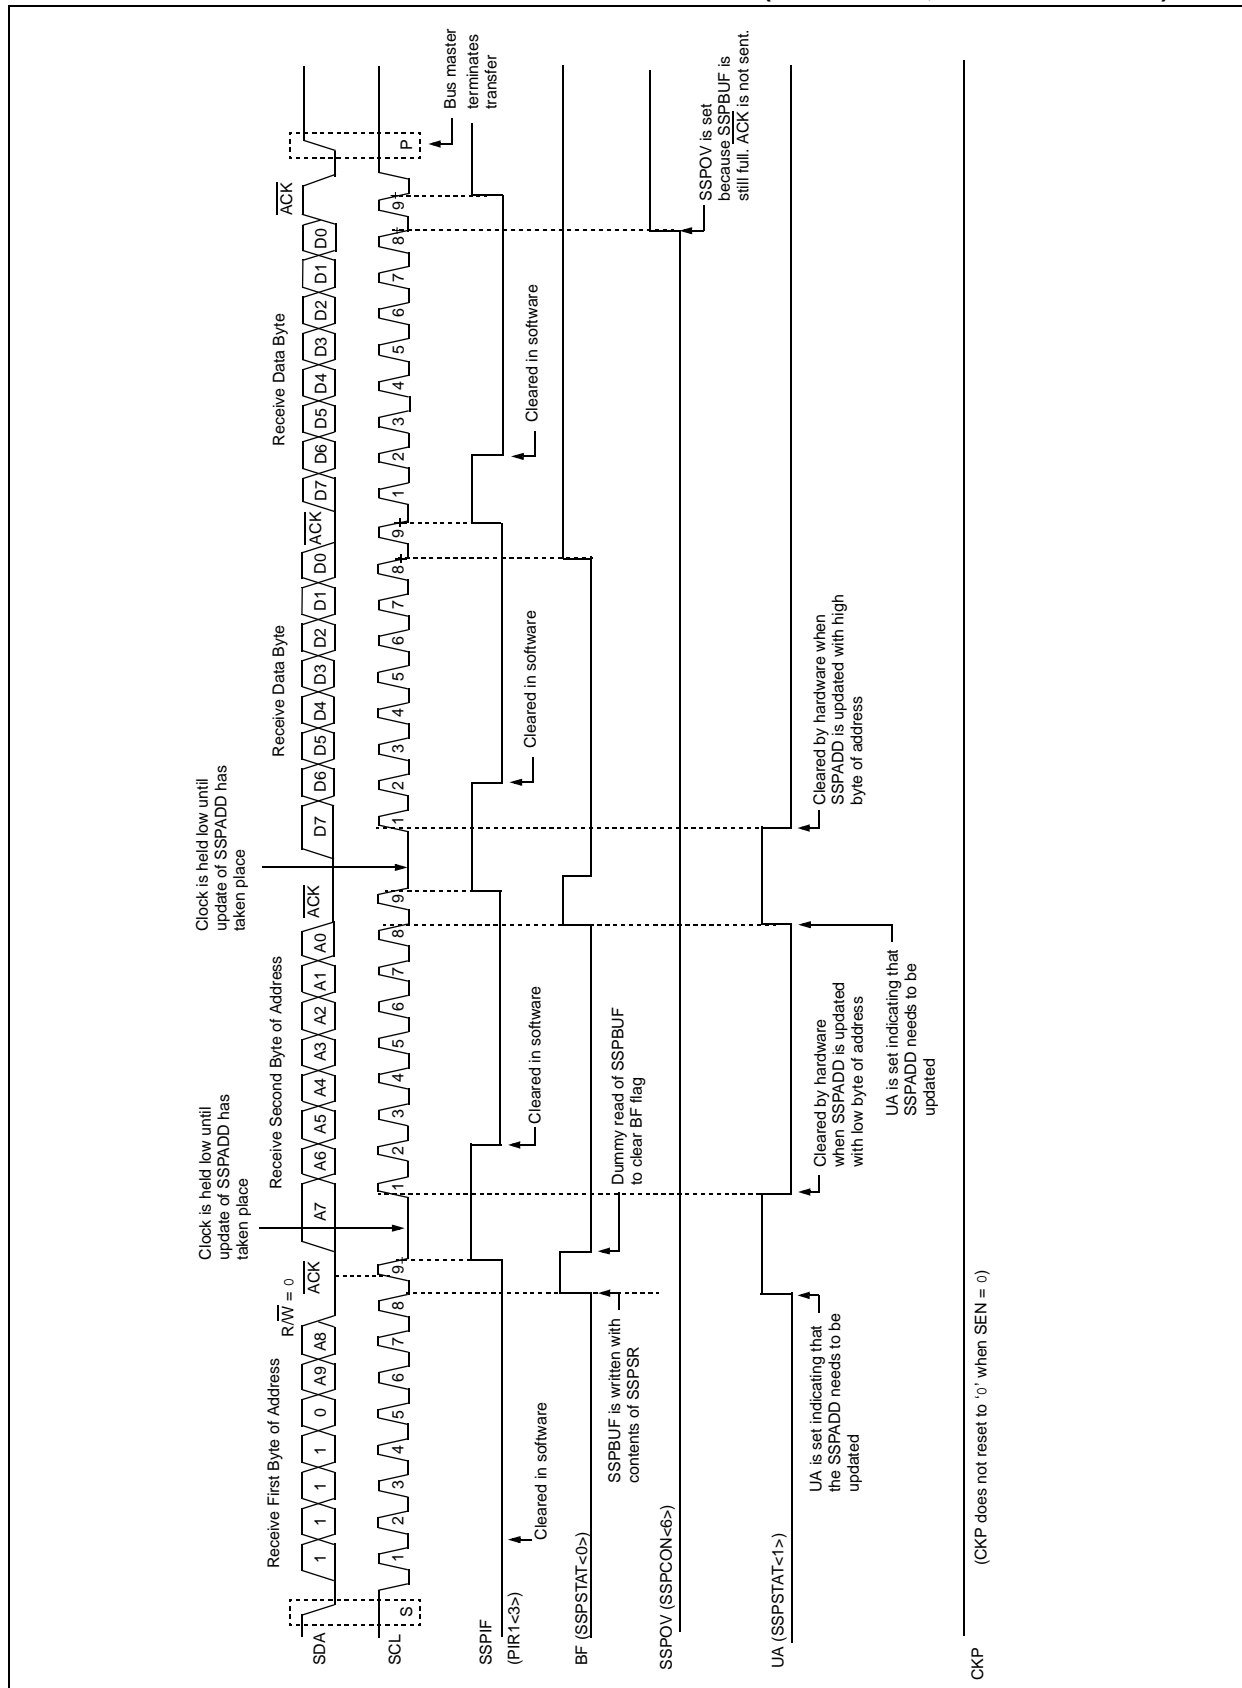 Receive First Byte of Address
R/W = 0
ACK
Clock is held low until
update of SSPADD has
taken place
Receive Second Byte of Address
ACK
Clock is held low until
update of SSPADD has
taken place
Receive Data Byte
ACK
Receive Data Byte
ACK
SDA
1 1 1 1 0 A9 A8 A7 A6 A5 A4 A3 A2 A1 A0 D7 D6 D5 D4 D3 D2 D1 D0 D7 D6 D5 D4 D3 D2 D1 D0
SCL
S 1 2 3 4 5 6 7 8 9 1 2 3 4 5 6 7 8 9 1 2 3 4 5 6 7 8 9 1 2 3 4 5 6 7 8 9 P
Bus master
terminates
transfer
SSPIF
(PIR1<3>)
Cleared in software
Cleared in software
Cleared in software
Cleared in software
BF (SSPSTAT<0>)
SSPBUF is written with
contents of SSPSR
Dummy read of SSPBUF
to clear BF flag
SSPOV (SSPCON<6>)
SSPOV is set
because SSPBUF is
still full. ACK is not sent.
UA (SSPSTAT<1>)
UA is set indicating that
the SSPADD needs to be
updated
Cleared by hardware
when SSPADD is updated
with low byte of address
UA is set indicating that
SSPADD needs to be
updated
Cleared by hardware when
SSPADD is updated with high
byte of address
CKP
(CKP does not reset to ‘0’ when SEN = 0)